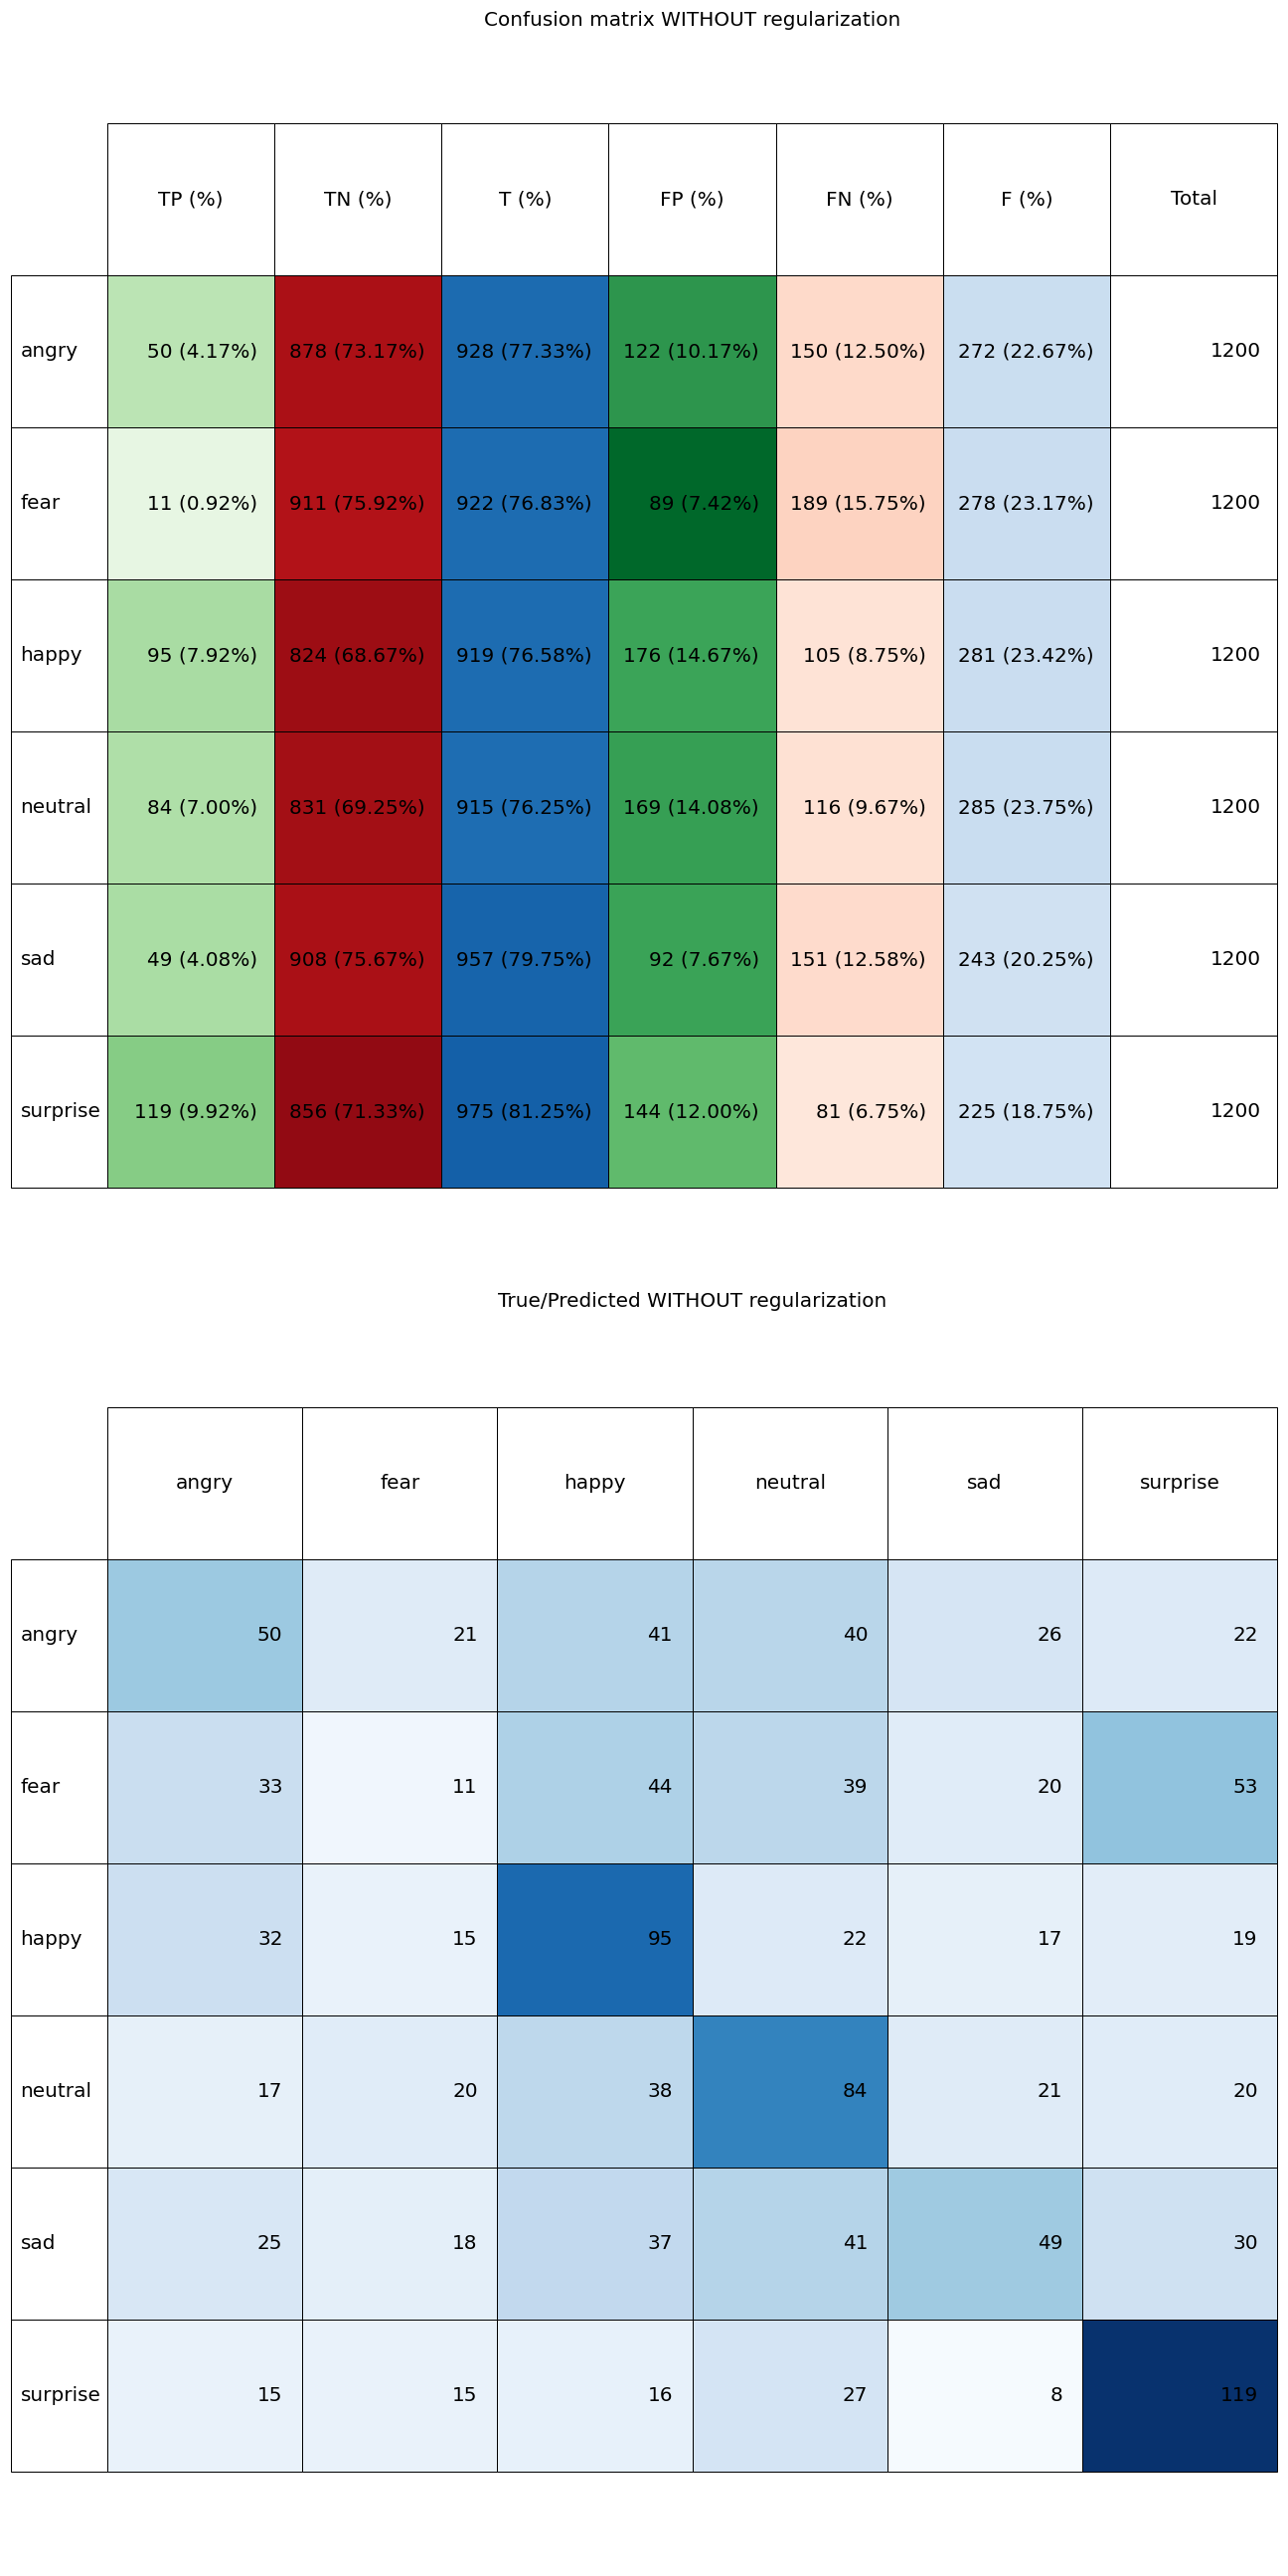 Confusion matrix WITHOUT regularization
TP (%) TN (%) T (%) FP (%) FN (%) F (%) Total
angry 50 (4.17%) 878 (73.17%) 928 (77.33%) 122 (10.17%) 150 (12.50%) 272 (22.67%) 1200
fear 11 (0.92%) 911 (75.92%) 922 (76.83%) 89 (7.42%) 189 (15.75%) 278 (23.17%) 1200
happy 95 (7.92%) 824 (68.67%) 919 (76.58%) 176 (14.67%) 105 (8.75%) 281 (23.42%) 1200
neutral 84 (7.00%) 831 (69.25%) 915 (76.25%) 169 (14.08%) 116 (9.67%) 285 (23.75%) 1200
sad 49 (4.08%) 908 (75.67%) 957 (79.75%) 92 (7.67%) 151 (12.58%) 243 (20.25%) 1200
surprise 119 (9.92%) 856 (71.33%) 975 (81.25%) 144 (12.00%) 81 (6.75%) 225 (18.75%) 1200
True/Predicted WITHOUT regularization
angry fear happy neutral sad surprise
angry 50 21 41 40 26 22
fear 33 11 44 39 20 53
happy 32 15 95 22 17 19
neutral 17 20 38 84 21 20
sad 25 18 37 41 49 30
surprise 15 15 16 27 8 119